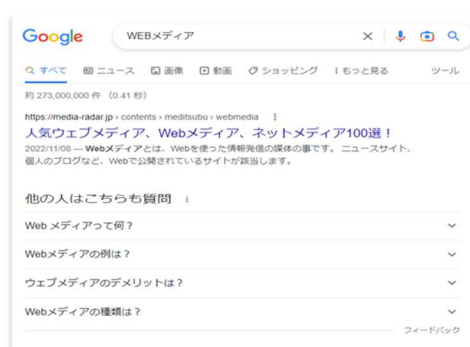 Google
WEBメディア
すべて ニュース 画像 動画 ショッピング もっと見る ツール
約 273,000,000 件 （0.41 秒）
https://media-radar.jp › contents › meditsubu › webmedia
人気ウェブメディア、Webメディア、ネットメディア100選！
2022/11/08 — Webメディアとは、Webを使った情報発信の媒体の事です。 ニュースサイト、
個人のブログなど、Webで公開されているサイトが該当します。
他の人はこちらも質問
Web メディアって何？
Webメディアの例は？
ウェブメディアのデメリットは？
Webメディアの種類は？
フィードバック